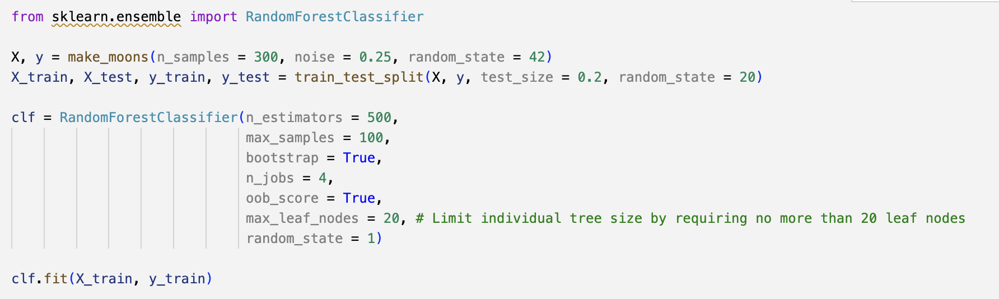 from sklearn.ensemble import RandomForestClassifier
X, y = make_moons(n_samples = 300, noise = 0.25, random_state = 42)
X_train, X_test, y_train, y_test = train_test_split(X, y, test_size = 0.2, random_state = 20)
clf = RandomForestClassifier(n_estimators = 500,
max_samples = 100,
bootstrap = True,
n_jobs = 4,
oob_score = True,
max_leaf_nodes = 20, # Limit individual tree size by requiring no more than 20 leaf nodes
random_state = 1)
clf.fit(X_train, y_train)